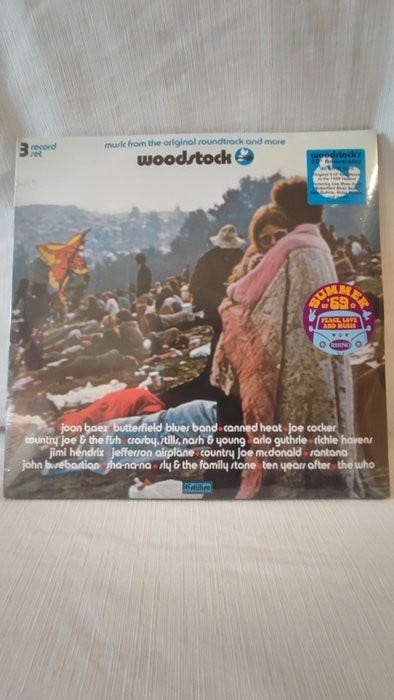 3 record
set
music from the original soundtrack and more
woodstock
woodstock
50th Anniversary
SUMMER
OF '69
PEACE, LOVE
AND MUSIC
RHINO
joan baez • butterfield blues band • canned heat • joe cocker
country joe & the fish • crosby, stills, nash & young • arlo guthrie • richie havens
jimi hendrix • jefferson airplane • country joe mcdonald • santana
john b. sebastian • sha-na-na • sly & the family stone • ten years after • the who